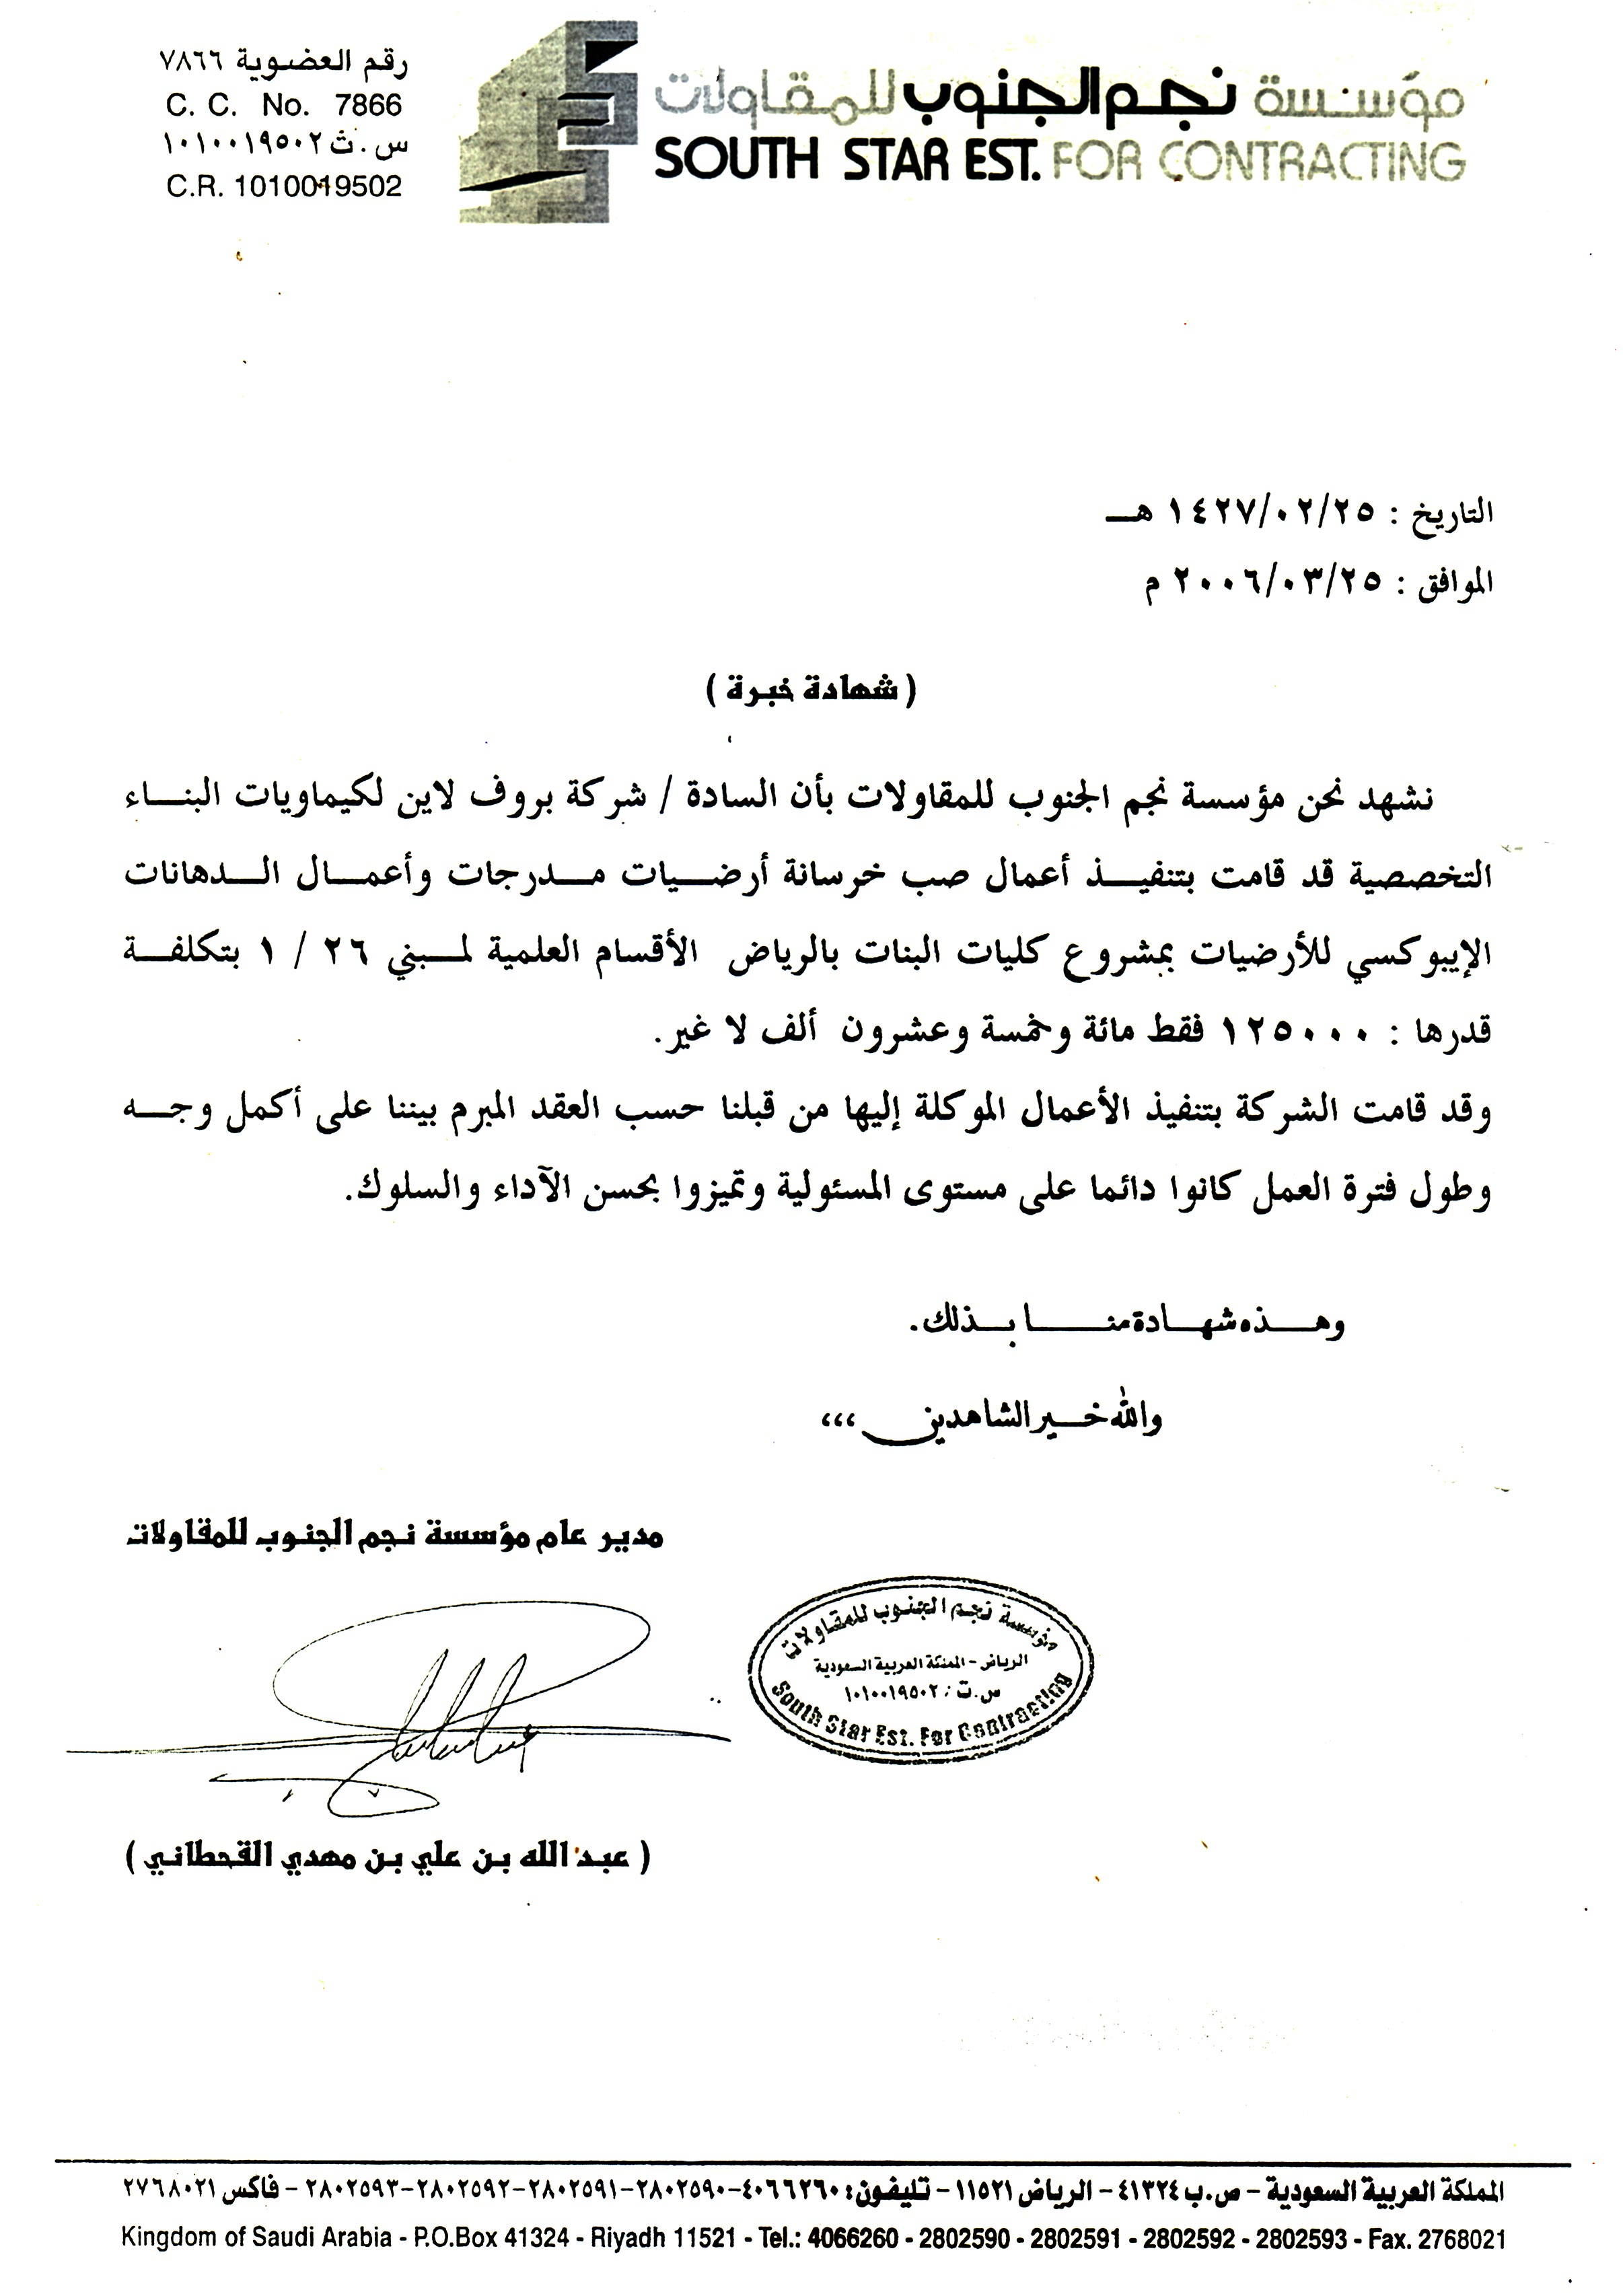 رقم العضوية ٧٨٦٦
C. C. No. 7866
س.ت ١٠١٠٠١٩٥٠٢
C.R. 1010019502
مؤسسة نجم الجنوب للمقاولات
SOUTH STAR EST. FOR CONTRACTING
التاريخ : ١٤٢٧/٠٢/٢٥ هـ
الموافق : ٢٠٠٦/٠٣/٢٥ م
( شهادة خبرة )
نشهد نحن مؤسسة نجم الجنوب للمقاولات بأن السادة / شركة بروف لاين لكيماويات البناء
التخصصية قد قامت بتنفيذ أعمال صب خرسانة أرضيات مدرجات وأعمال الدهانات
الإيبوكسي للأرضيات بمشروع كليات البنات بالرياض الأقسام العلمية لمبني ٢٦ / ١ بتكلفة
قدرها : ١٢٥٠٠٠ فقط مائة وخمسة وعشرون ألف لا غير.
وقد قامت الشركة بتنفيذ الأعمال الموكلة إليها من قبلنا حسب العقد المبرم بيننا على أكمل وجه
وطول فترة العمل كانوا دائما على مستوى المسئولية وتميزوا بحسن الآداء والسلوك.
وهذه شهادة منا بذلك.
والله خير الشاهدين ،،،
مدير عام مؤسسة نجم الجنوب للمقاولات
مؤسسة نجم الجنوب للمقاولات
الرياض - المملكة العربية السعودية
س.ت : ١٠١٠٠١٩٥٠٢
South Star Est. For Contracting
( عبد الله بن علي بن مهدي القحطاني )
المملكة العربية السعودية - ص.ب ٤١٣٢٤ - الرياض ١١٥٢١ - تليفون : ٤٠٦٦٢٦٠-٢٨٠٢٥٩٠-٢٨٠٢٥٩١-٢٨٠٢٥٩٢-٢٨٠٢٥٩٣ - فاكس ٢٧٦٨٠٢١
Kingdom of Saudi Arabia - P.O.Box 41324 - Riyadh 11521 - Tel.: 4066260 - 2802590 - 2802591 - 2802592 - 2802593 - Fax. 2768021